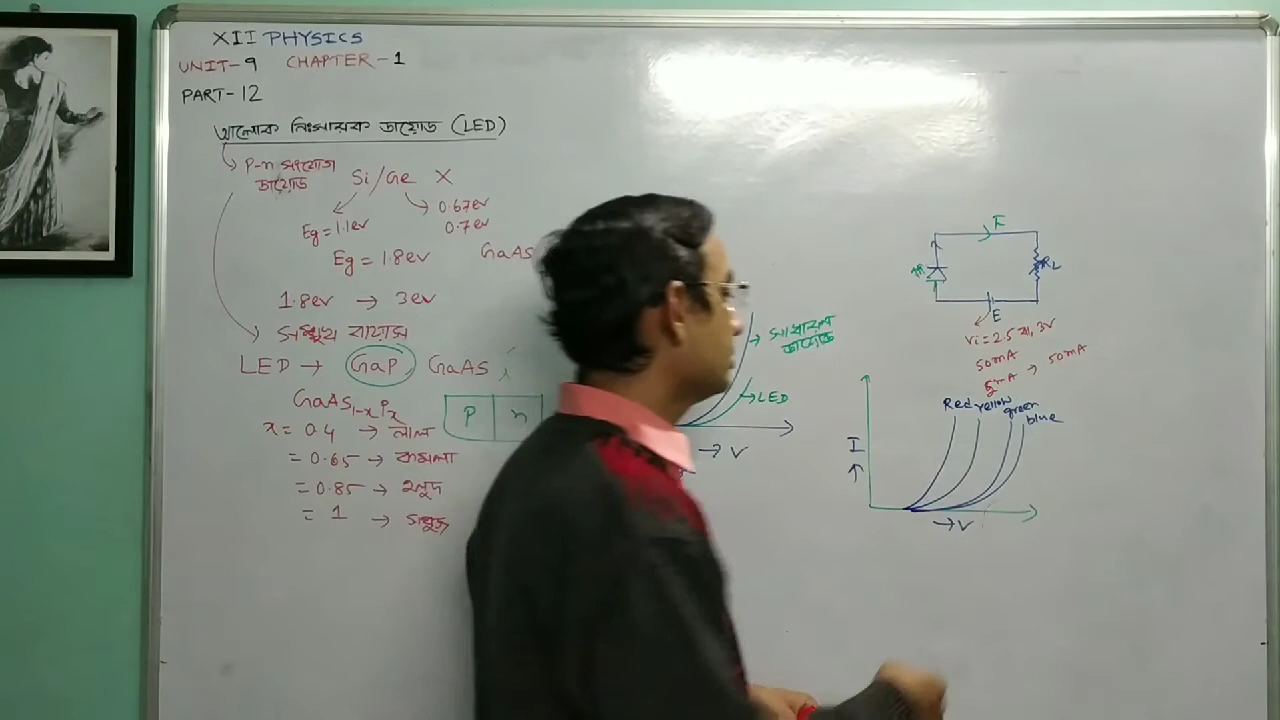 XII PHYSICS
UNIT-9 CHAPTER-1
PART-12
আলোক নিঃসারক ডায়োড (LED)
P-n সংযোগ
ডায়োড
Si/Ge X
0.67ev
Eg=1.1ev
0.7ev
Eg = 1.8ev
GaAs
1.8ev → 3ev
সম্মুখ বায়াস
LED → GaP, GaAs,
GaAs1-xPx
x = 0.4 → লাল
= 0.65 → কমলা
= 0.85 → হলুদ
= 1 → সবুজ
P n
সাধারণ
ডায়োড
LED
→ V
F
RL
E
Vi = 2.5 বা, 3V
50mA
5mA → 50mA
Red yellow green blue
I
→ V